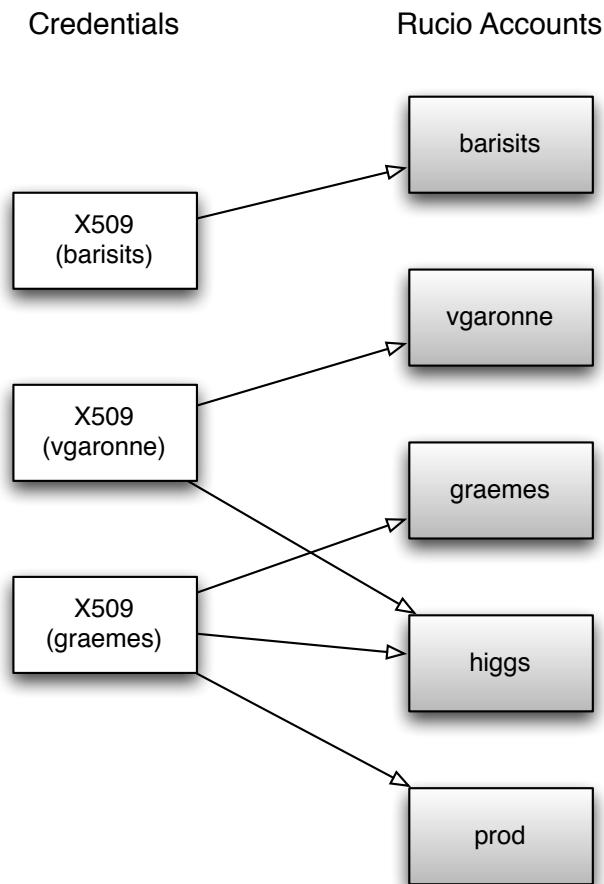 Credentials
Rucio Accounts
barisits
X509
(barisits)
vgaronne
X509
(vgaronne)
graemes
X509
(graemes)
higgs
prod